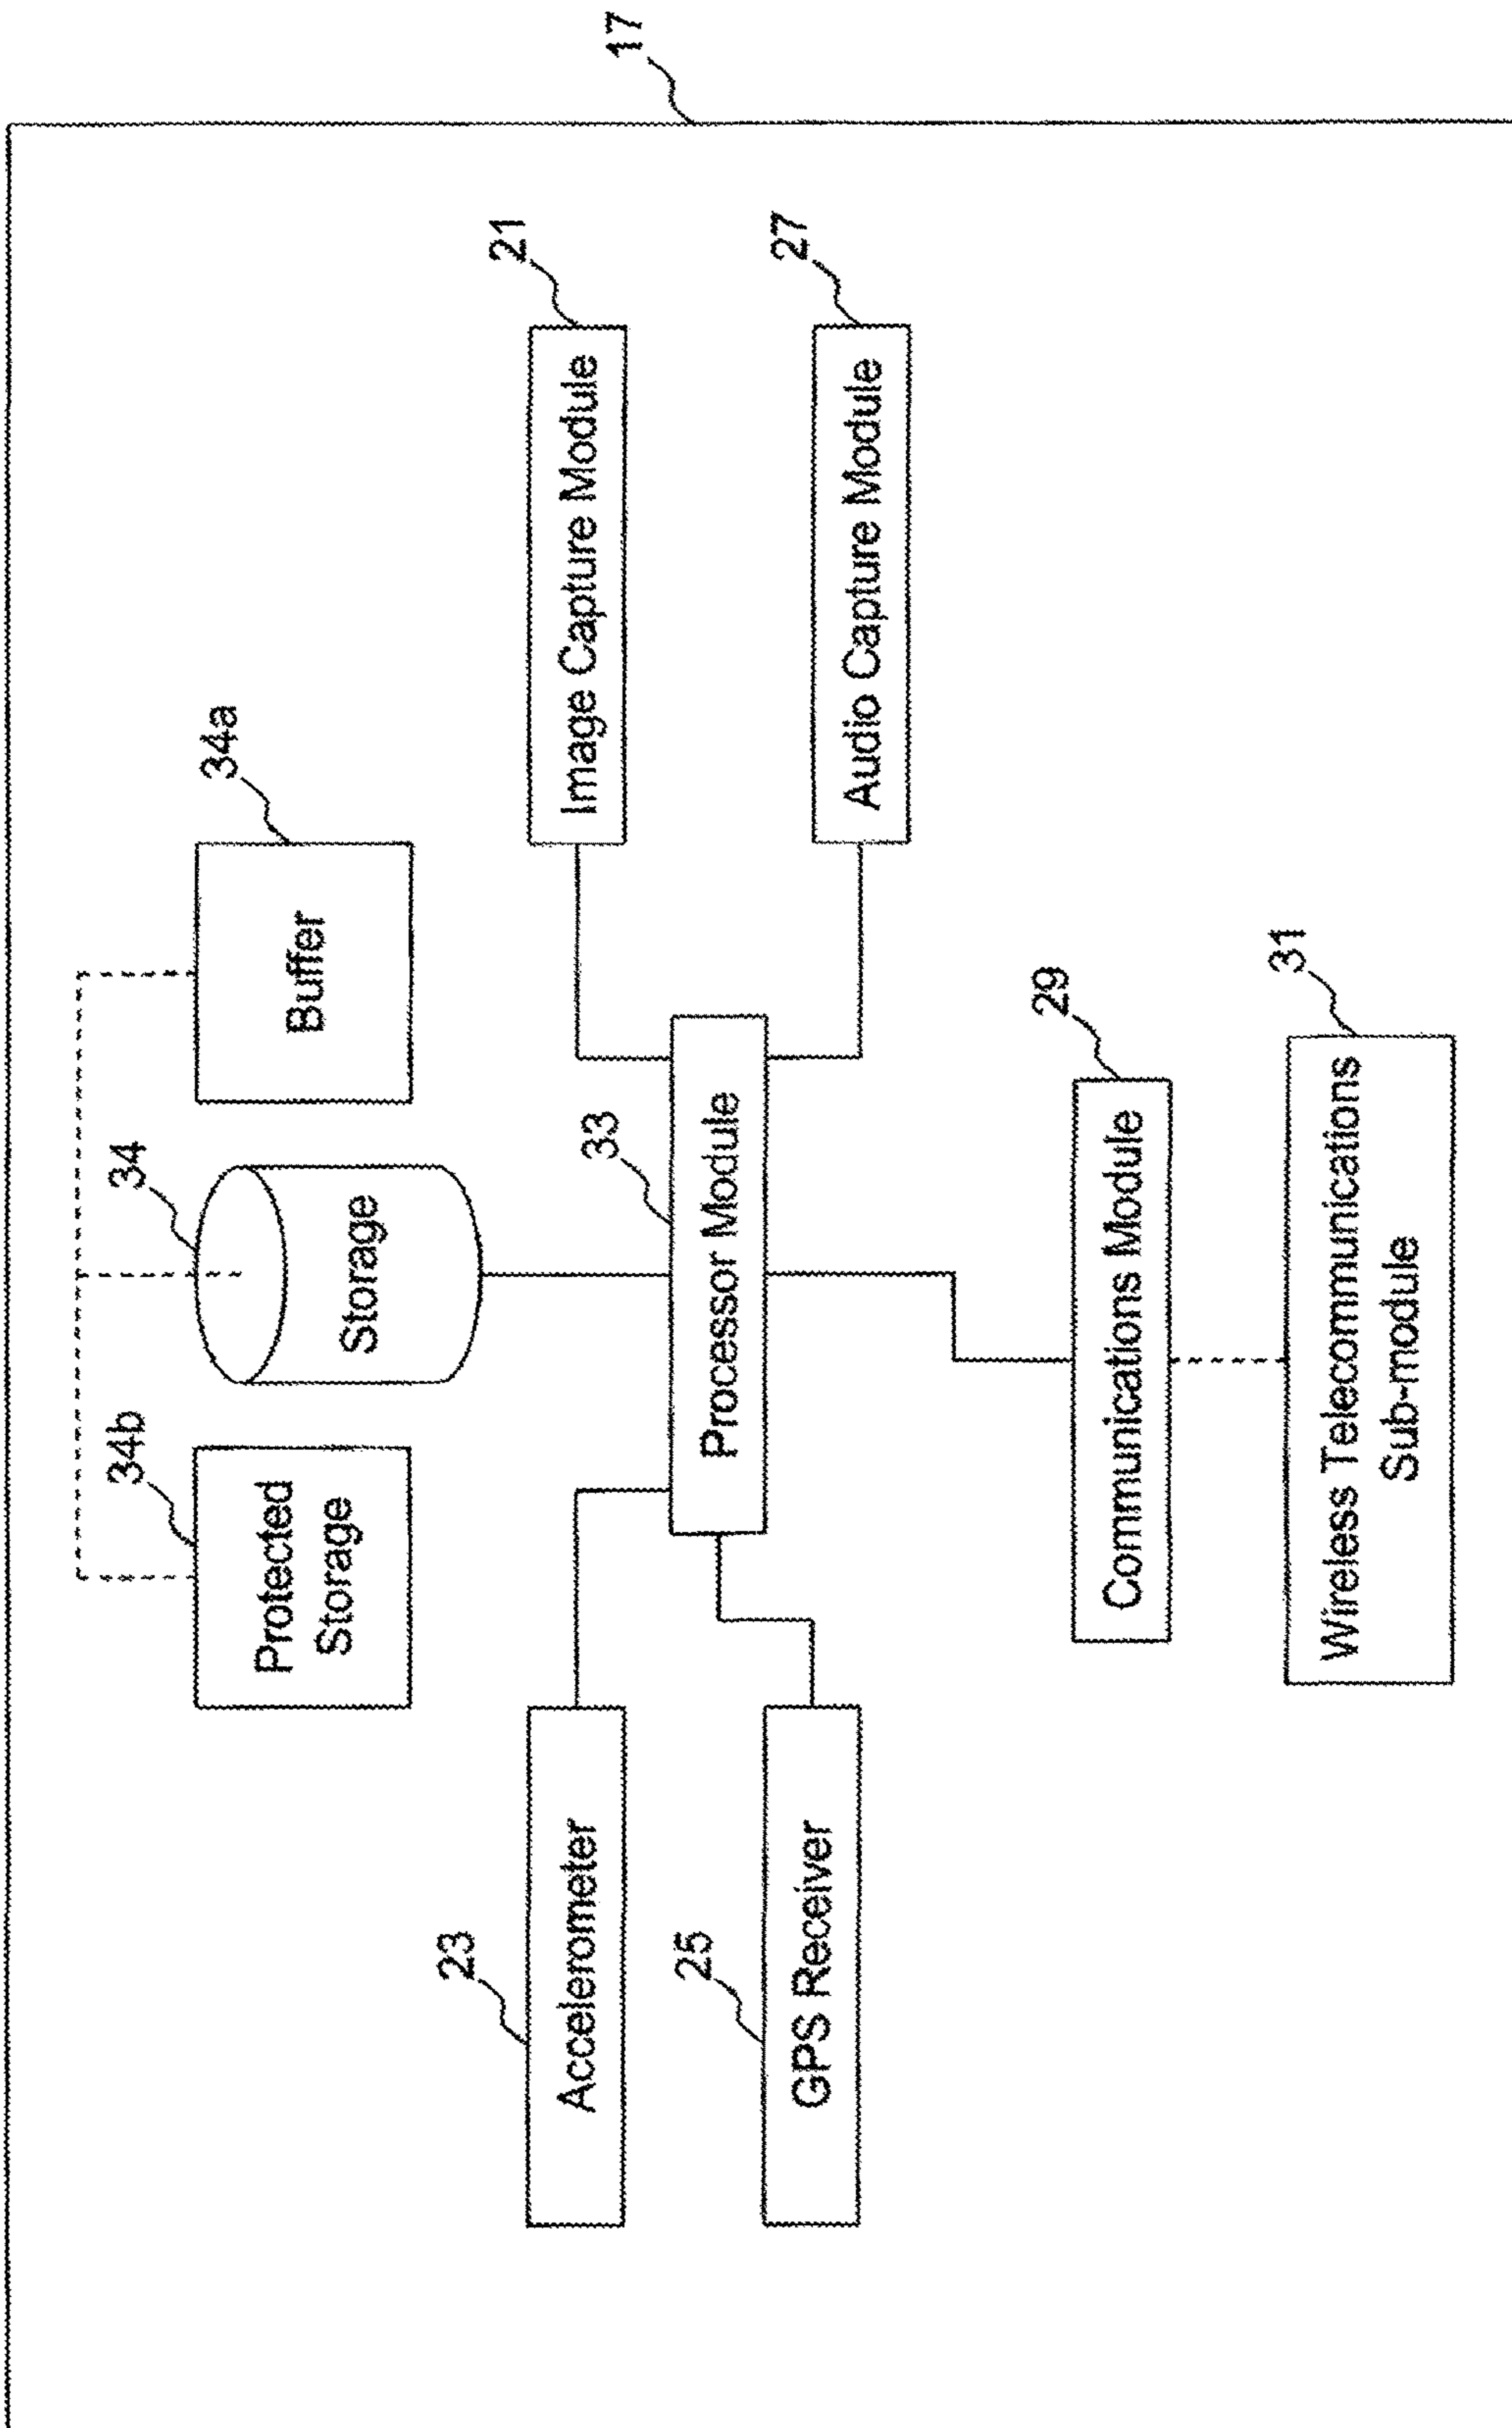 17
34b
34
34a
Protected
Storage
Storage
Buffer
23
Accelerometer
21
Image Capture Module
33
Processor Module
25
GPS Receiver
27
Audio Capture Module
29
Communications Module
31
Wireless Telecommunications
Sub-module